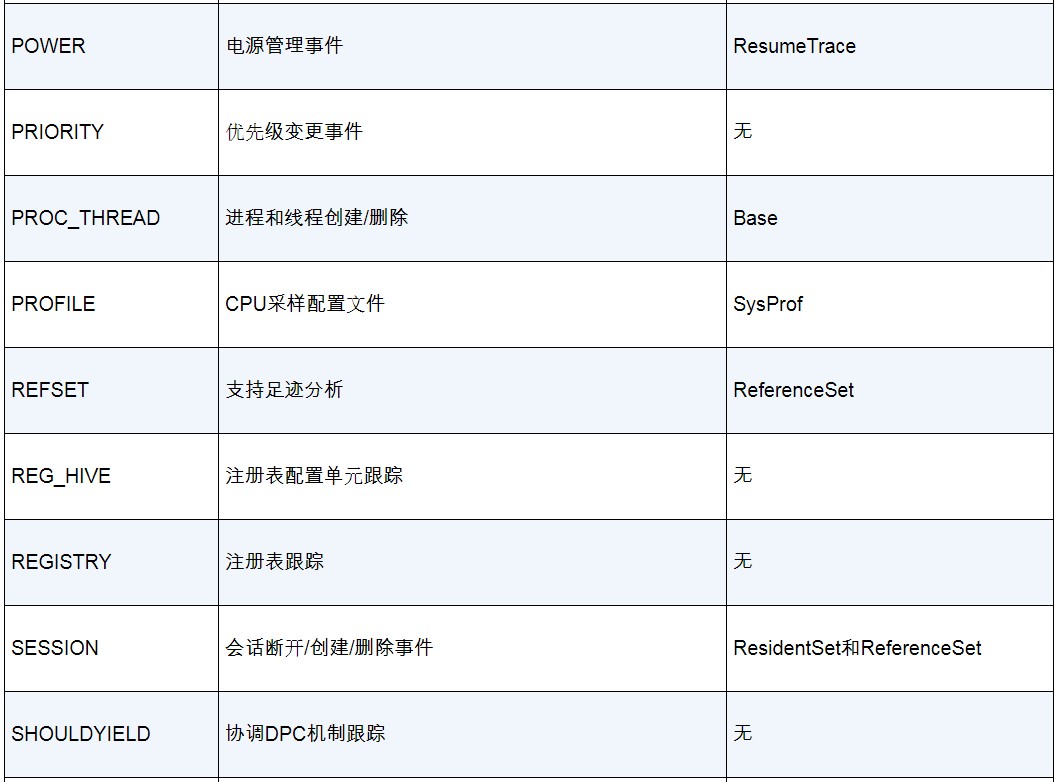 POWER 电源管理事件 ResumeTrace
PRIORITY 优先级变更事件 无
PROC_THREAD 进程和线程创建/删除 Base
PROFILE CPU采样配置文件 SysProf
REFSET 支持足迹分析 ReferenceSet
REG_HIVE 注册表配置单元跟踪 无
REGISTRY 注册表跟踪 无
SESSION 会话断开/创建/删除事件 ResidentSet和ReferenceSet
SHOULDYIELD 协调DPC机制跟踪 无